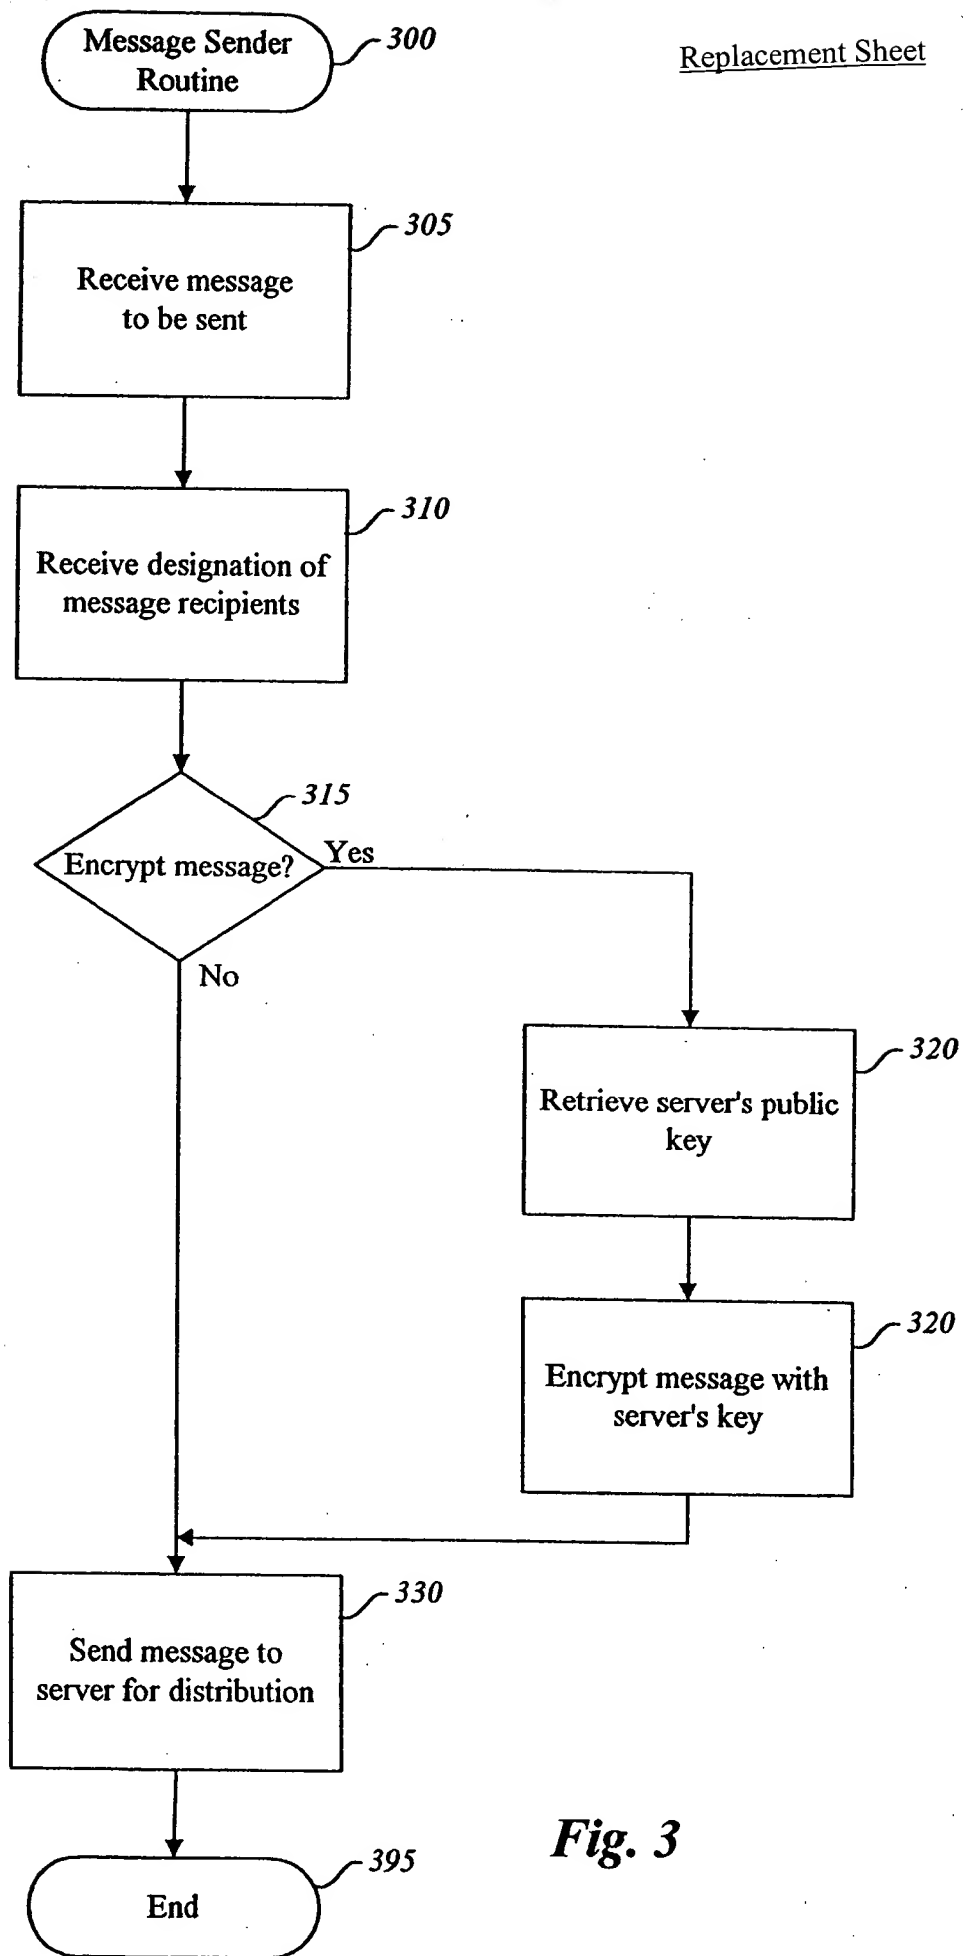 Message Sender
Routine
300
Replacement Sheet
305
Receive message
to be sent
310
Receive designation of
message recipients
315
Encrypt message?
Yes
No
320
Retrieve server's public
key
320
Encrypt message with
server's key
330
Send message to
server for distribution
Fig. 3
395
End